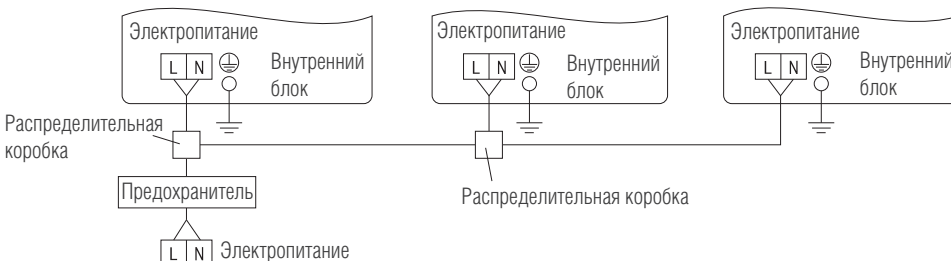 Электропитание
L N
Внутренний
блок
Электропитание
L N
Внутренний
блок
Электропитание
L N
Внутренний
блок
Распределительная
коробка
Распределительная коробка
Предохранитель
L N Электропитание